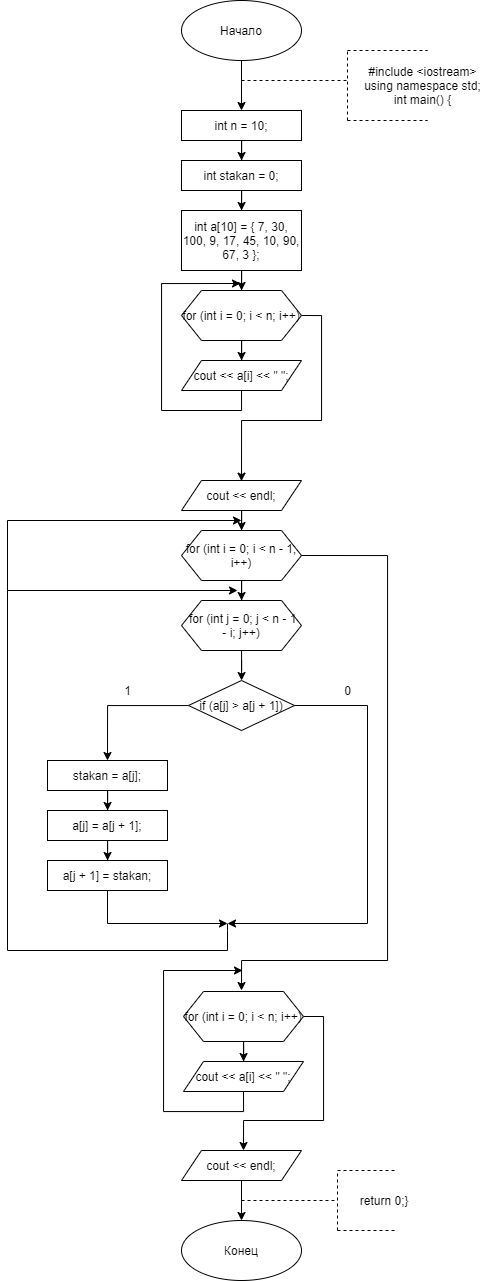 Начало
#include <iostream>
using namespace std;
int main() {
int n = 10;
int stakan = 0;
int a[10] = { 7, 30,
100, 9, 17, 45, 10, 90,
67, 3 };
for (int i = 0; i < n; i++)
cout << a[i] << " ";
cout << endl;
for (int i = 0; i < n - 1;
i++)
for (int j = 0; j < n - 1
- i; j++)
1
0
if (a[j] > a[j + 1])
stakan = a[j];
a[j] = a[j + 1];
a[j + 1] = stakan;
for (int i = 0; i < n; i++)
cout << a[i] << " ";
cout << endl;
return 0;}
Конец